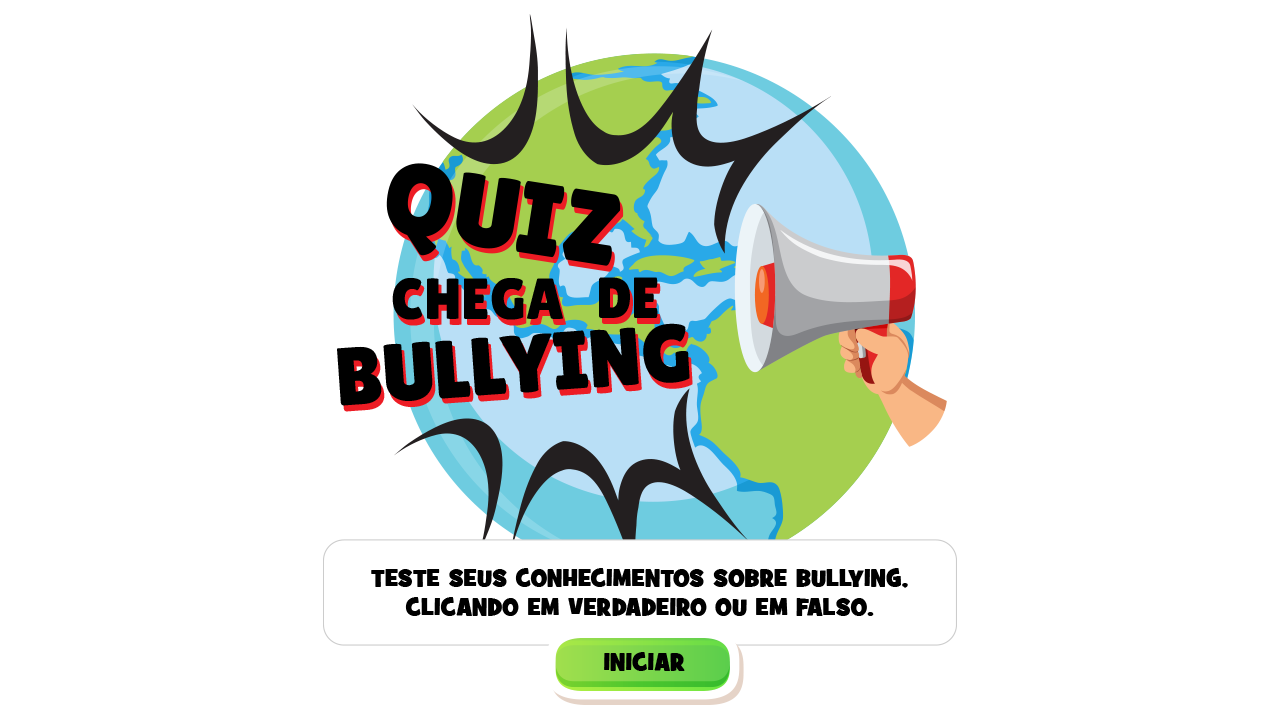 QUIZ
CHEGA DE
BULLYING
TESTE SEUS CONHECIMENTOS SOBRE BULLYING.
CLICANDO EM VERDADEIRO OU EM FALSO.
INICIAR